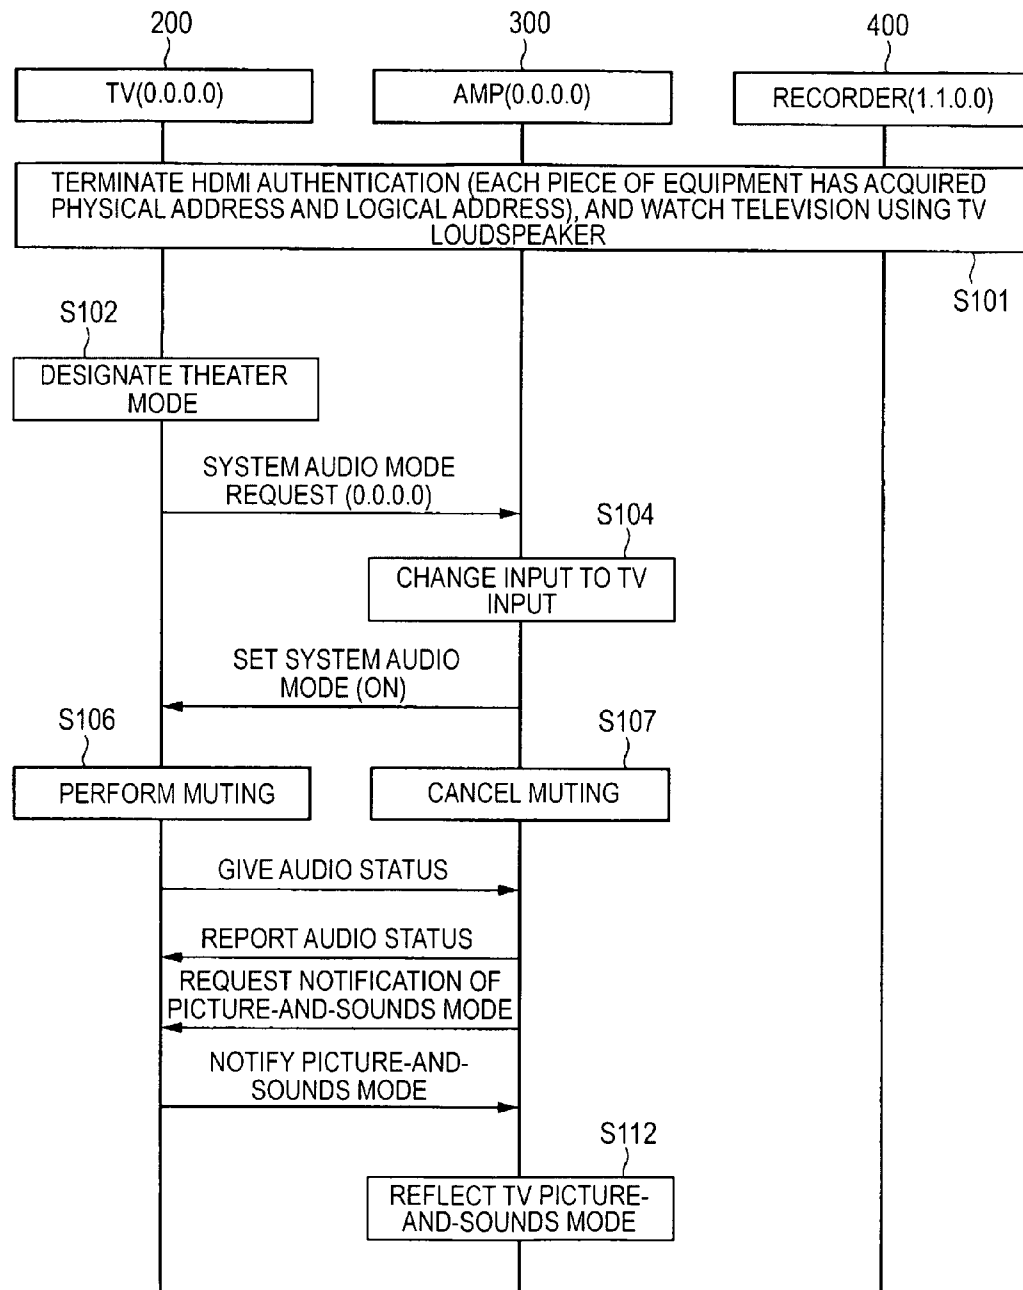 200
300
400
TV(0.0.0.0)
AMP(0.0.0.0)
RECORDER(1.1.0.0)
TERMINATE HDMI AUTHENTICATION (EACH PIECE OF EQUIPMENT HAS ACQUIRED
PHYSICAL ADDRESS AND LOGICAL ADDRESS), AND WATCH TELEVISION USING TV
LOUDSPEAKER
S101
S102
DESIGNATE THEATER
MODE
SYSTEM AUDIO MODE
REQUEST (0.0.0.0)
S104
CHANGE INPUT TO TV
INPUT
SET SYSTEM AUDIO
MODE (ON)
S106
S107
PERFORM MUTING
CANCEL MUTING
GIVE AUDIO STATUS
REPORT AUDIO STATUS
REQUEST NOTIFICATION OF
PICTURE-AND-SOUNDS MODE
NOTIFY PICTURE-AND-
SOUNDS MODE
S112
REFLECT TV PICTURE-
AND-SOUNDS MODE